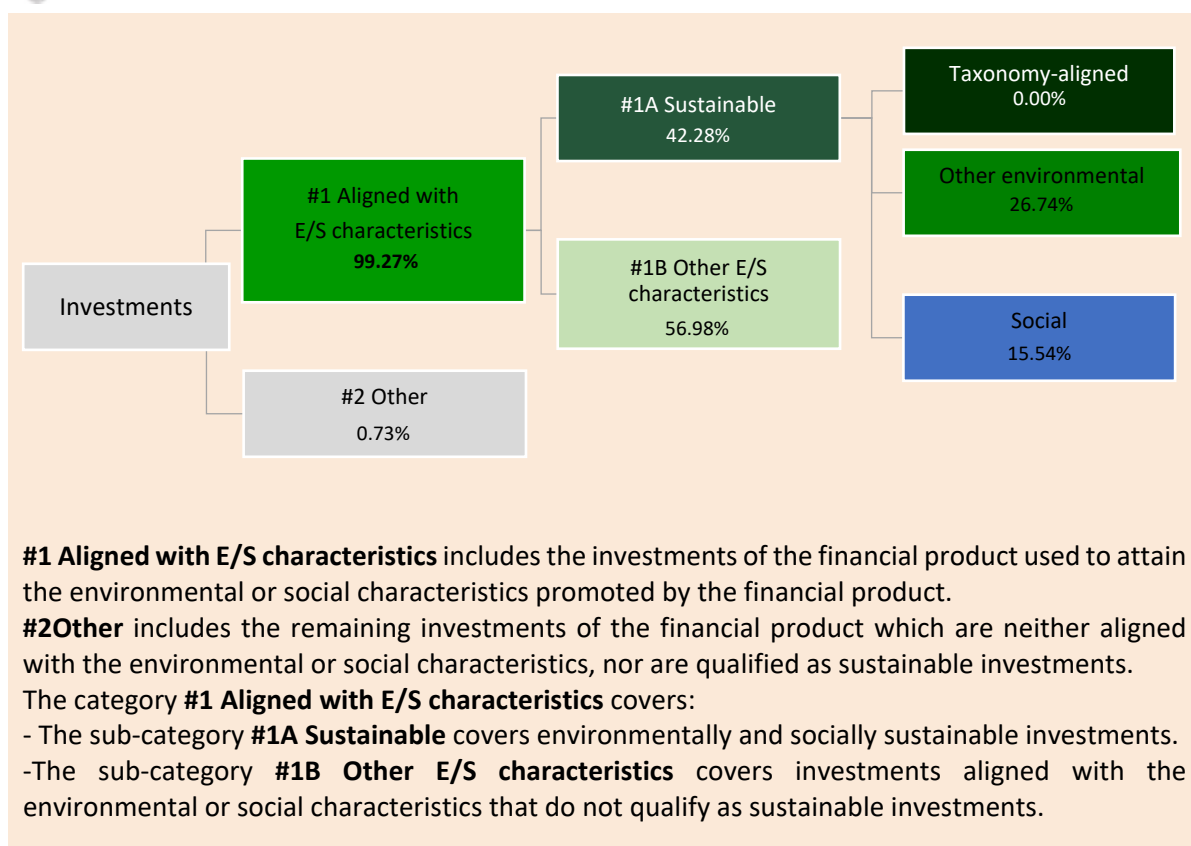 Investments
#1 Aligned with
E/S characteristics
99.27%
#2 Other
0.73%
#1A Sustainable
42.28%
#1B Other E/S
characteristics
56.98%
Taxonomy-aligned
0.00%
Other environmental
26.74%
Social
15.54%
#1 Aligned with E/S characteristics includes the investments of the financial product used to attain
the environmental or social characteristics promoted by the financial product.
#2Other includes the remaining investments of the financial product which are neither aligned
with the environmental or social characteristics, nor are qualified as sustainable investments.
The category #1 Aligned with E/S characteristics covers:
- The sub-category #1A Sustainable covers environmentally and socially sustainable investments.
-The sub-category #1B Other E/S characteristics covers investments aligned with the
environmental or social characteristics that do not qualify as sustainable investments.